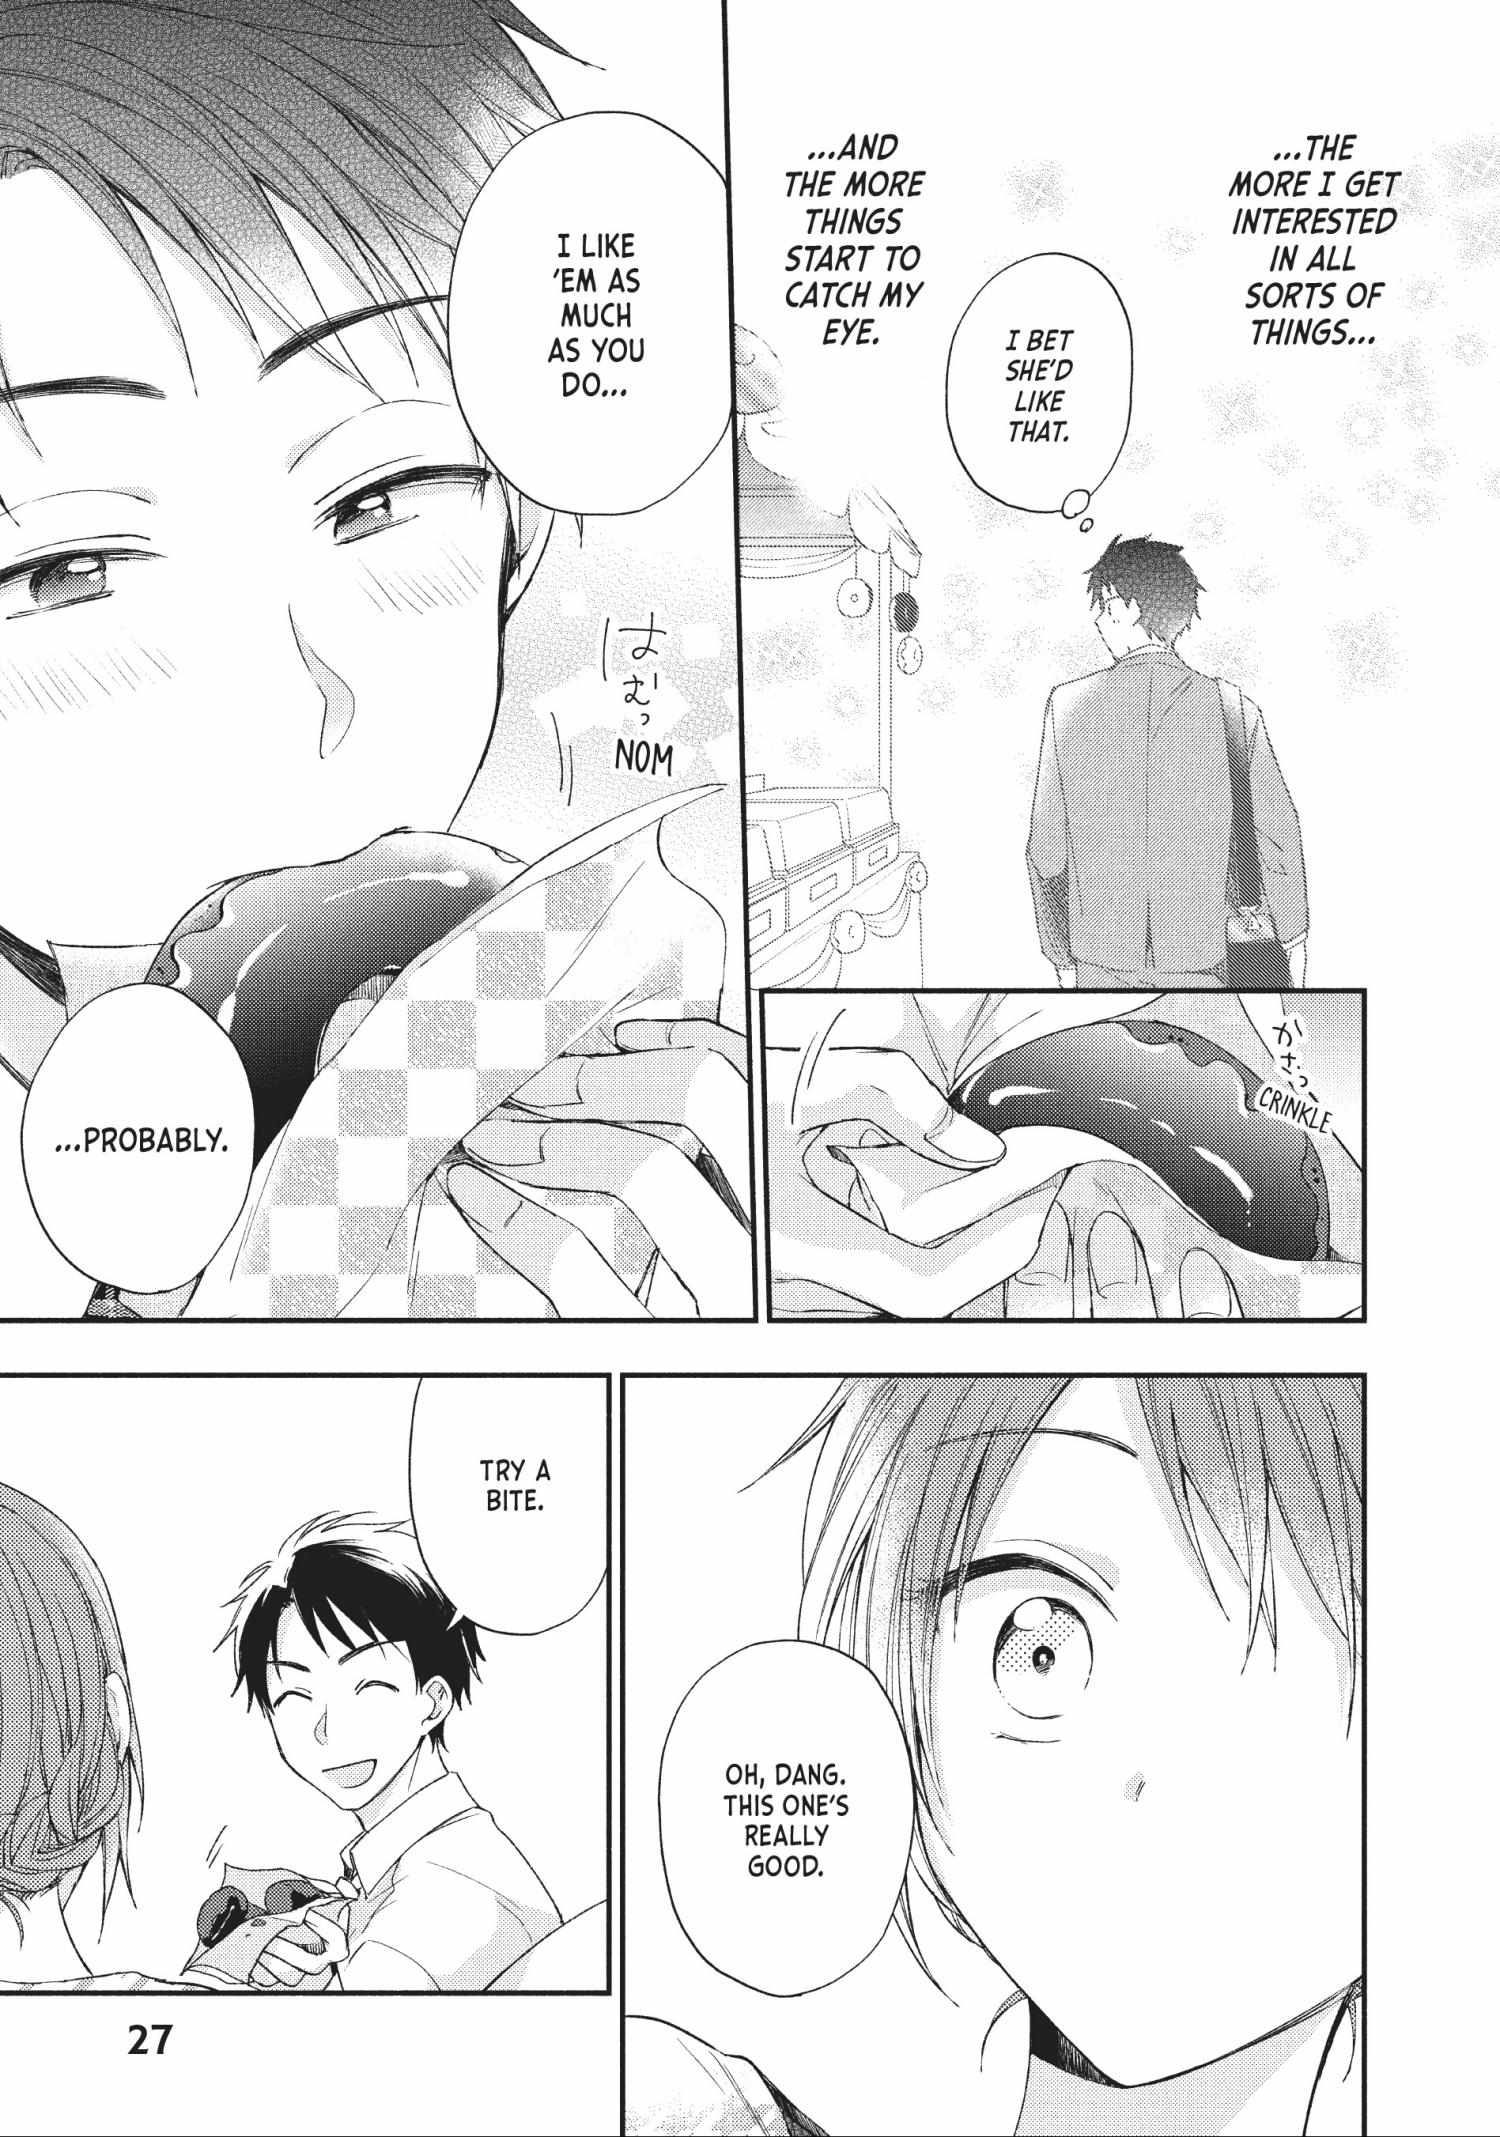 ...THE
MORE I GET
INTERESTED
IN ALL
SORTS OF
THINGS...
I BET
SHE'D
LIKE
THAT.
...AND
THE MORE
THINGS
START TO
CATCH MY
EYE.
かさっ
CRINKLE
I LIKE
'EM AS
MUCH
AS YOU
DO...
はむっ
NOM
...PROBABLY.
OH, DANG.
THIS ONE'S
REALLY
GOOD.
TRY A
BITE.
27